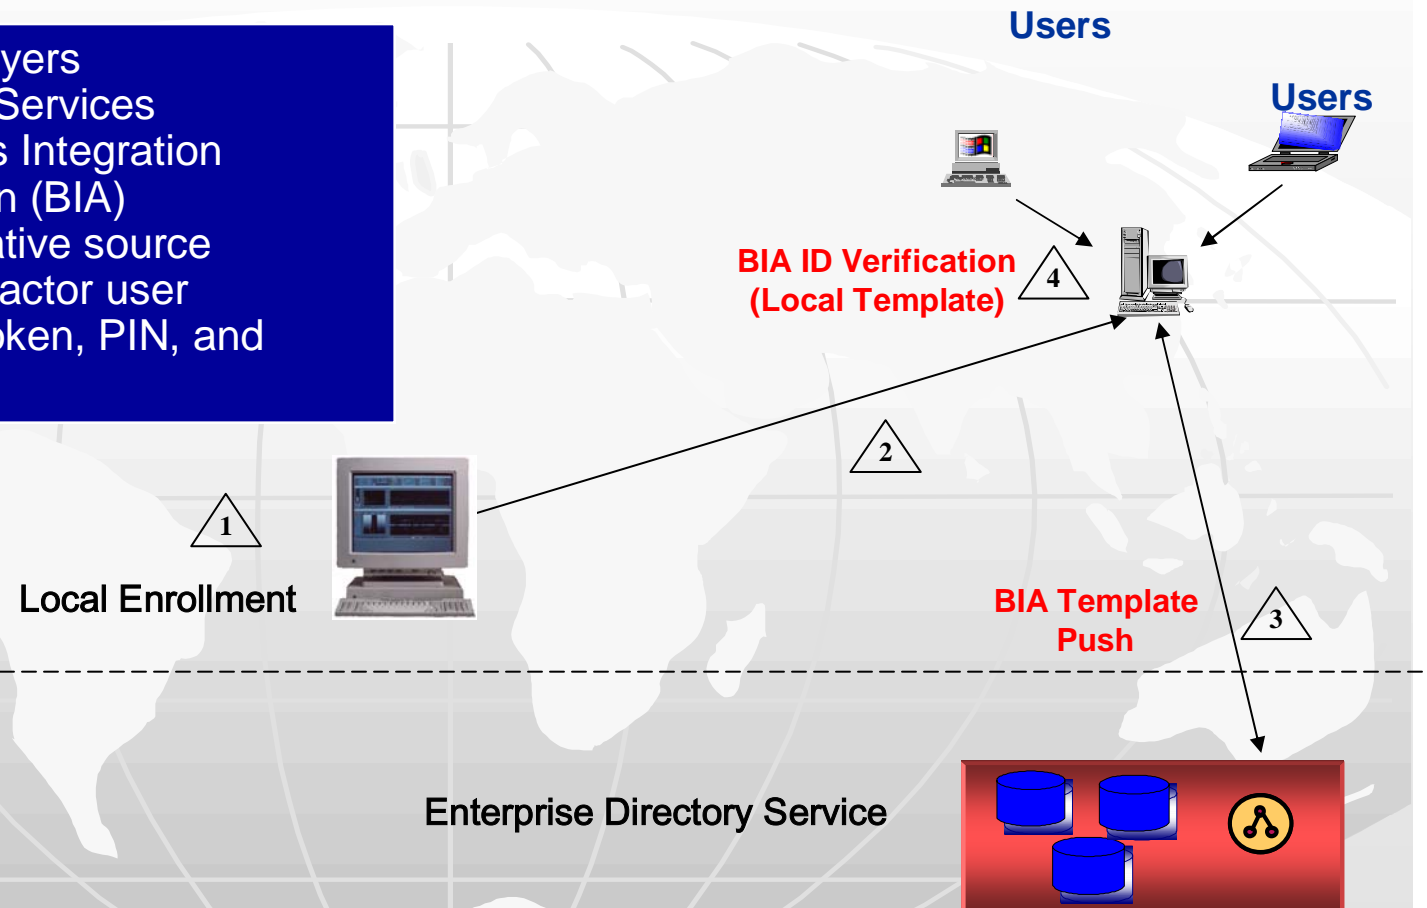 Users
Users
yers
Services
s Integration
n (BIA)
ative source
actor user
oken, PIN, and
BIA ID Verification
(Local Template)
4
2
1
Local Enrollment
BIA Template
Push
3
Enterprise Directory Service